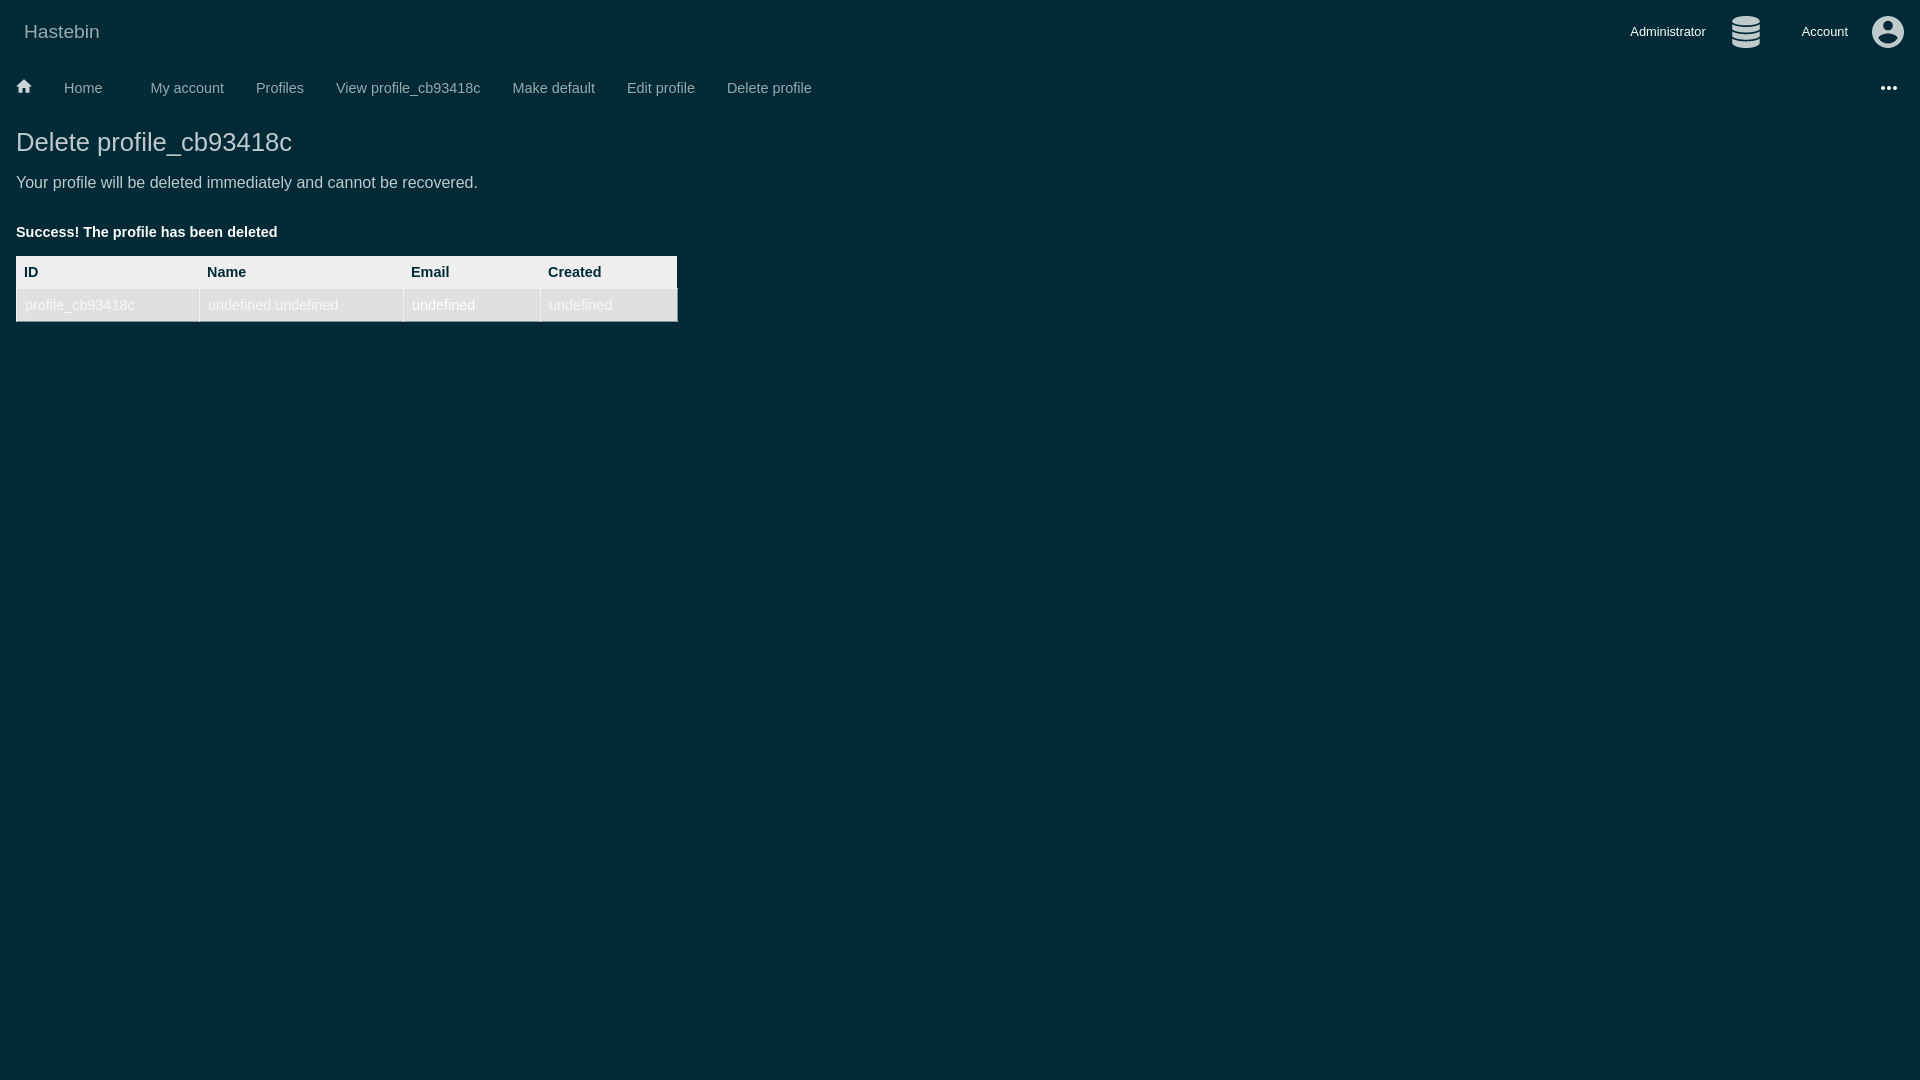 Hastebin
Administrator
Account
Home My account Profiles View profile_cb93418c Make default Edit profile Delete profile
Delete profile_cb93418c
Your profile will be deleted immediately and cannot be recovered.
Success! The profile has been deleted
ID Name Email Created
profile_cb93418c undefined undefined undefined undefined